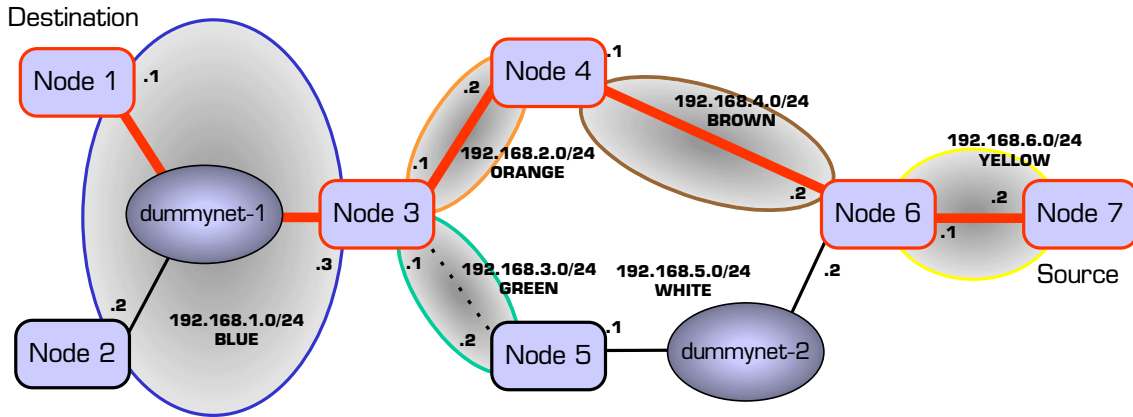 Destination
Node 1
.1
Node 4
.1
.2
192.168.4.0/24
BROWN
192.168.6.0/24
YELLOW
192.168.2.0/24
ORANGE
.1
dummynet-1
Node 3
.2
Node 6
.2
.1
Node 7
.3
.1
192.168.3.0/24
GREEN
192.168.5.0/24
WHITE
.2
Source
.2
192.168.1.0/24
BLUE
.2
.1
Node 2
Node 5
dummynet-2